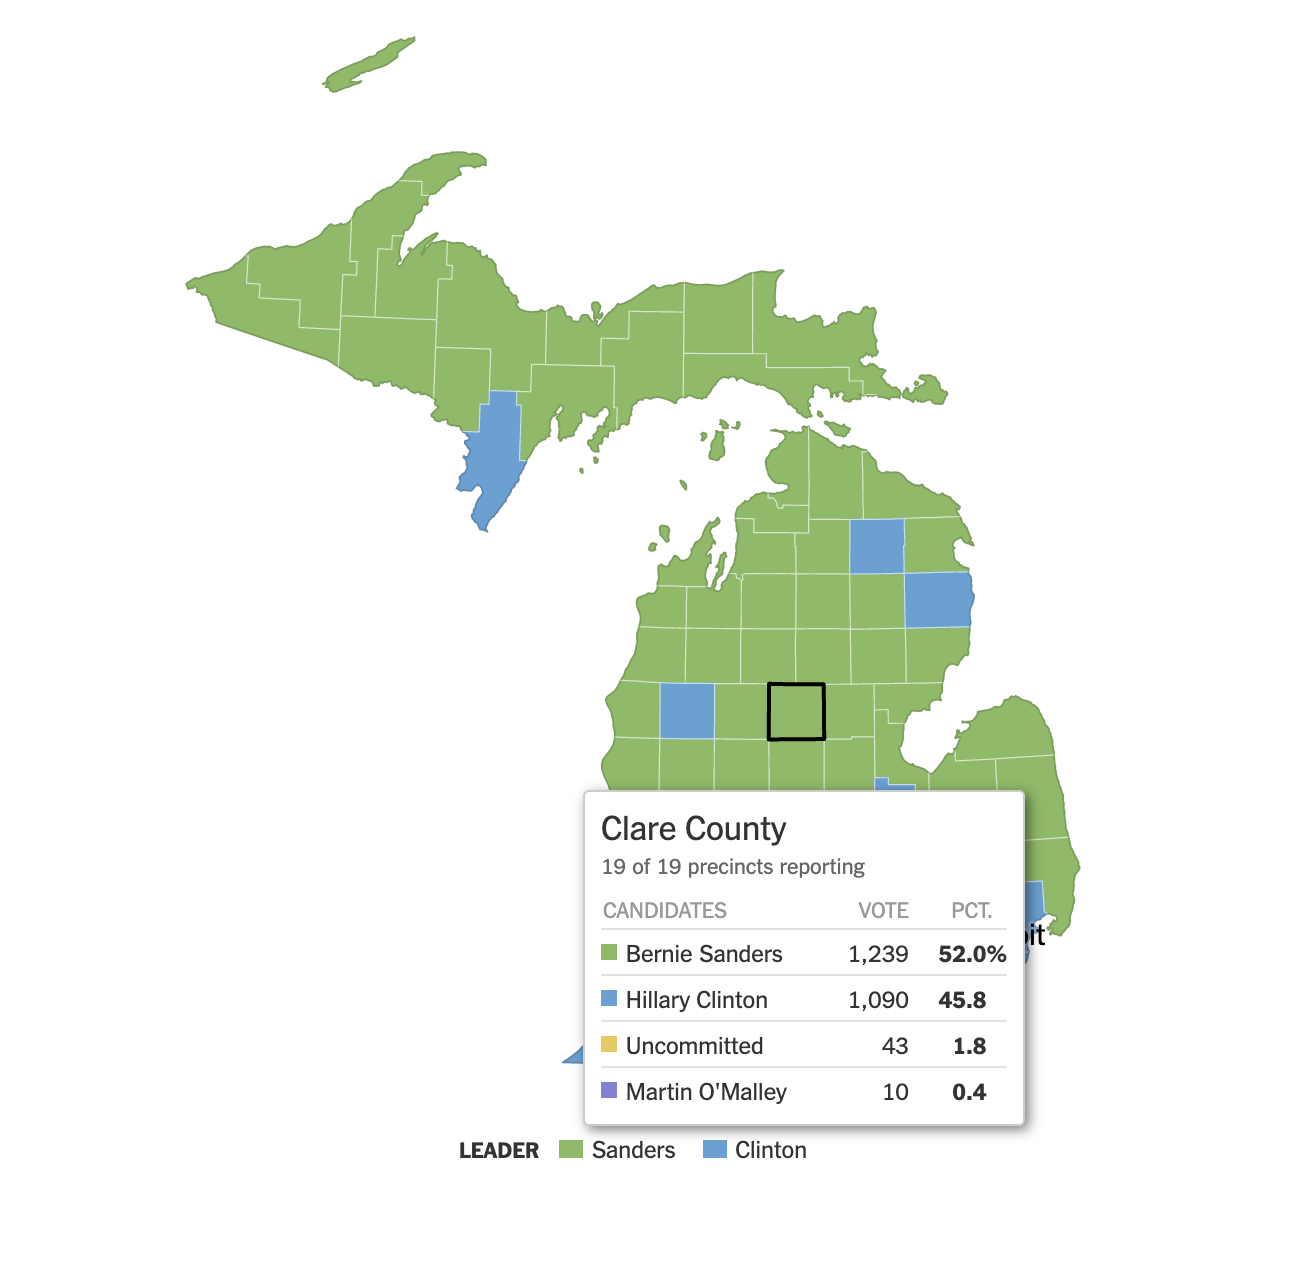 Clare County
19 of 19 precincts reporting
CANDIDATES VOTE PCT.
Bernie Sanders 1,239 52.0%
Hillary Clinton 1,090 45.8
Uncommitted 43 1.8
Martin O'Malley 10 0.4
LEADER Sanders Clinton